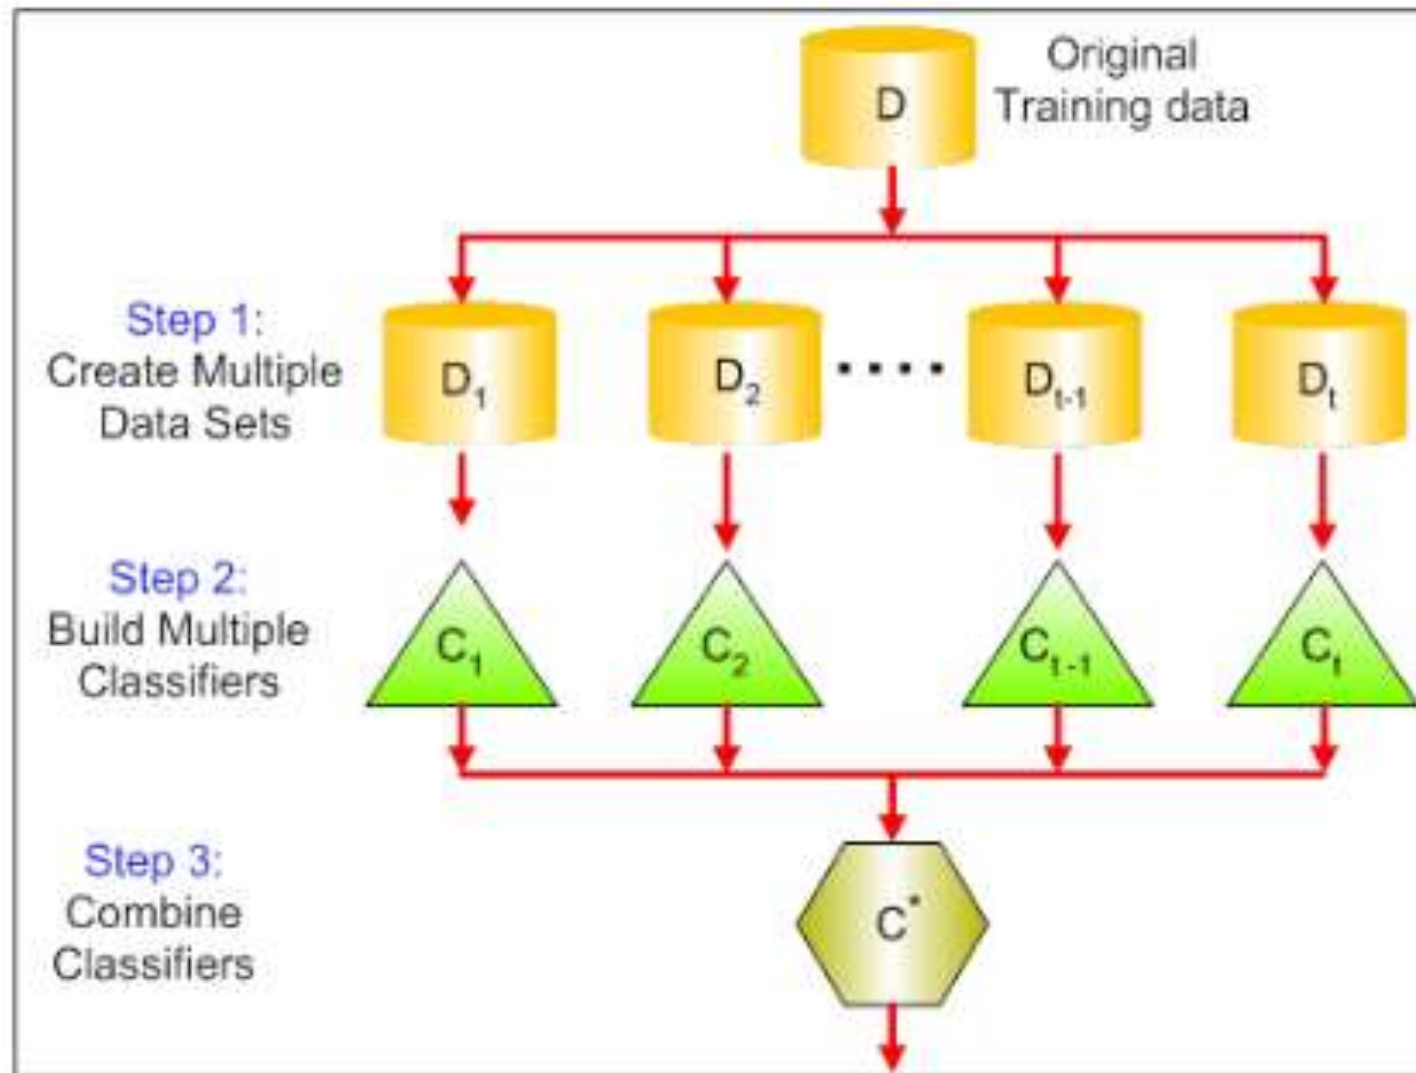 D
Original
Training data
Step 1:
Create Multiple
Data Sets
D₁
D₂
....
Dₜ₋₁
Dₜ
Step 2:
Build Multiple
Classifiers
C₁
C₂
Cₜ₋₁
Cₜ
Step 3:
Combine
Classifiers
C*